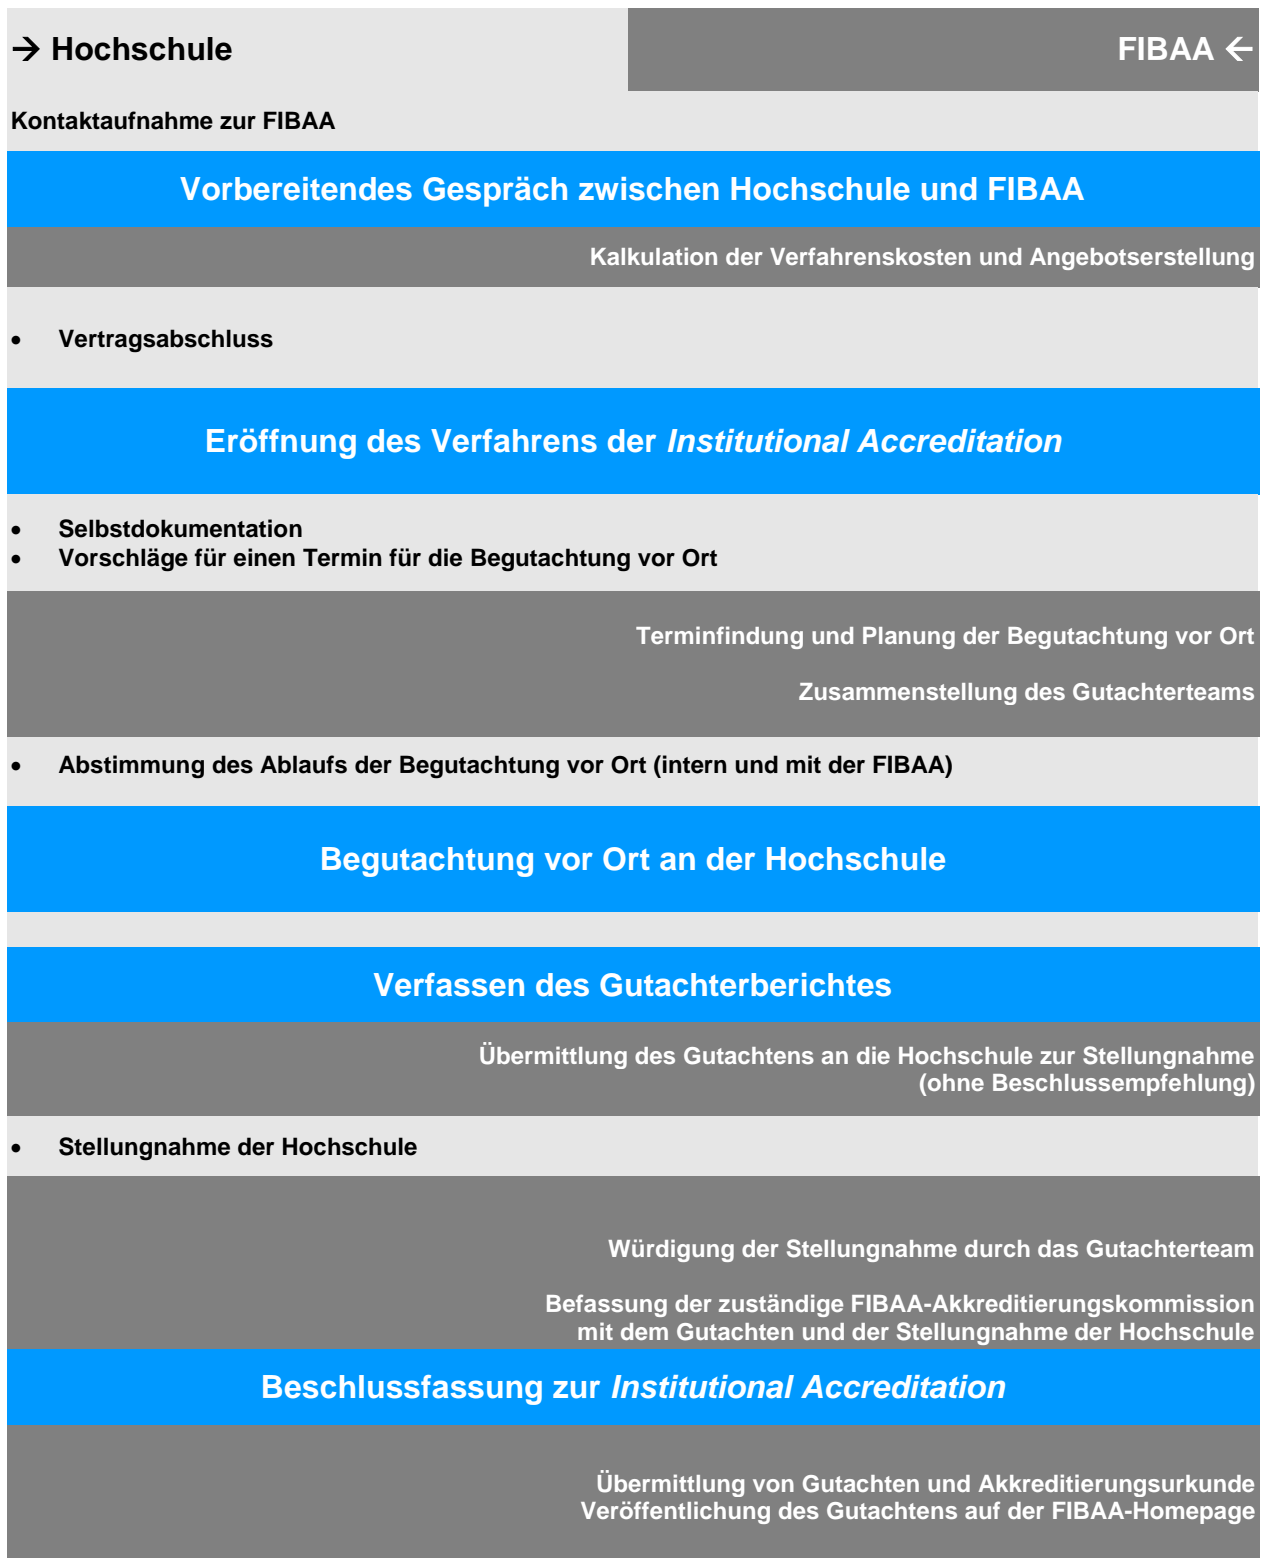 → Hochschule
FIBAA ←
Kontaktaufnahme zur FIBAA
Vorbereitendes Gespräch zwischen Hochschule und FIBAA
Kalkulation der Verfahrenskosten und Angebotserstellung
• Vertragsabschluss
Eröffnung des Verfahrens der Institutional Accreditation
• Selbstdokumentation
• Vorschläge für einen Termin für die Begutachtung vor Ort
Terminfindung und Planung der Begutachtung vor Ort
Zusammenstellung des Gutachterteams
• Abstimmung des Ablaufs der Begutachtung vor Ort (intern und mit der FIBAA)
Begutachtung vor Ort an der Hochschule
Verfassen des Gutachterberichtes
Übermittlung des Gutachtens an die Hochschule zur Stellungnahme
(ohne Beschlussempfehlung)
• Stellungnahme der Hochschule
Würdigung der Stellungnahme durch das Gutachterteam
Befassung der zuständige FIBAA-Akkreditierungskommission
mit dem Gutachten und der Stellungnahme der Hochschule
Beschlussfassung zur Institutional Accreditation
Übermittlung von Gutachten und Akkreditierungsurkunde
Veröffentlichung des Gutachtens auf der FIBAA-Homepage